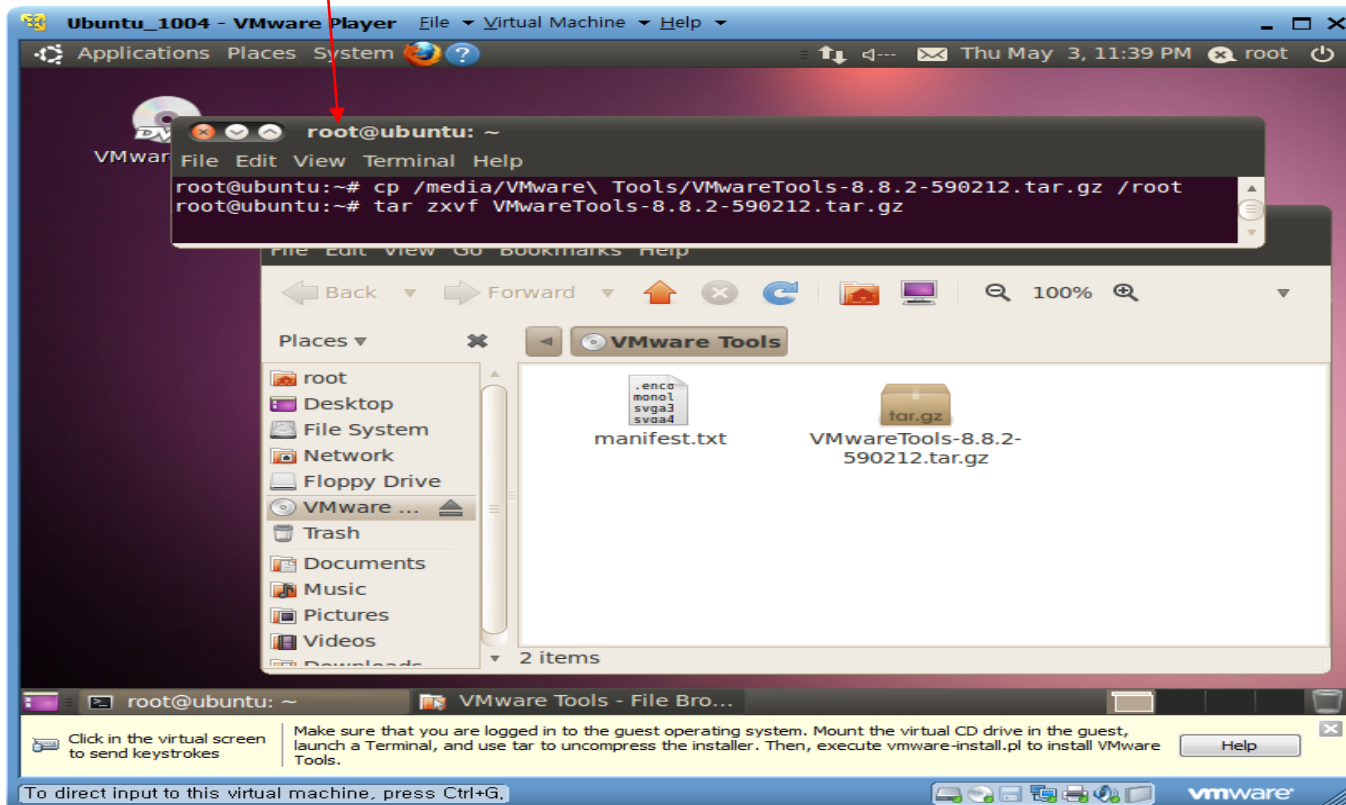 Ubuntu_1004 - VMware Player File Virtual Machine Help
Applications Places System Thu May 3, 11:39 PM root
root@ubuntu: ~
File Edit View Terminal Help
root@ubuntu:~# cp /media/VMware\ Tools/VMwareTools-8.8.2-590212.tar.gz /root
root@ubuntu:~# tar zxvf VMwareTools-8.8.2-590212.tar.gz
File Edit View Go Bookmarks Help
Back Forward 100%
Places VMware Tools
root
Desktop
File System
Network
Floppy Drive
VMware ...
Trash
Documents
Music
Pictures
Videos
Downloads
manifest.txt
tar.gz
VMwareTools-8.8.2-
590212.tar.gz
2 items
root@ubuntu: ~ VMware Tools - File Bro...
Click in the virtual screen
to send keystrokes
Make sure that you are logged in to the guest operating system. Mount the virtual CD drive in the guest,
launch a Terminal, and use tar to uncompress the installer. Then, execute vmware-install.pl to install VMware
Tools.
Help
To direct input to this virtual machine, press Ctrl+G.
vmware